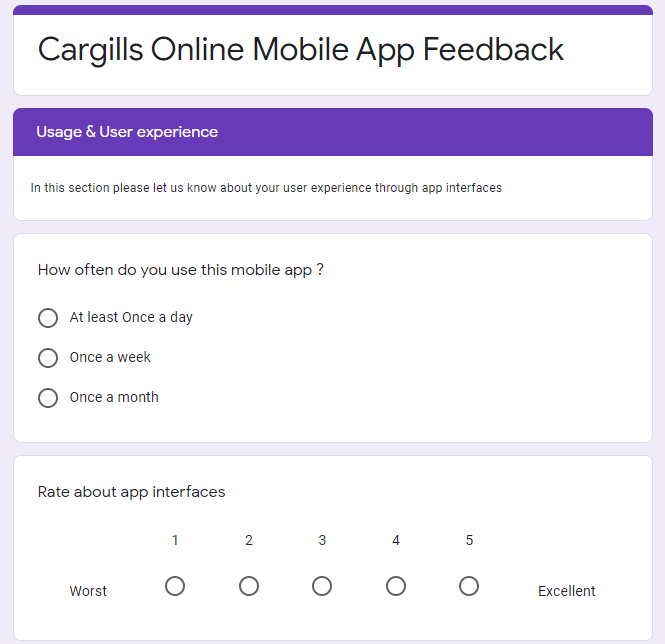 Cargills Online Mobile App Feedback
Usage & User experience
In this section please let us know about your user experience through app interfaces
How often do you use this mobile app ?
At least Once a day
Once a week
Once a month
Rate about app interfaces
1 2 3 4 5
Worst Excellent